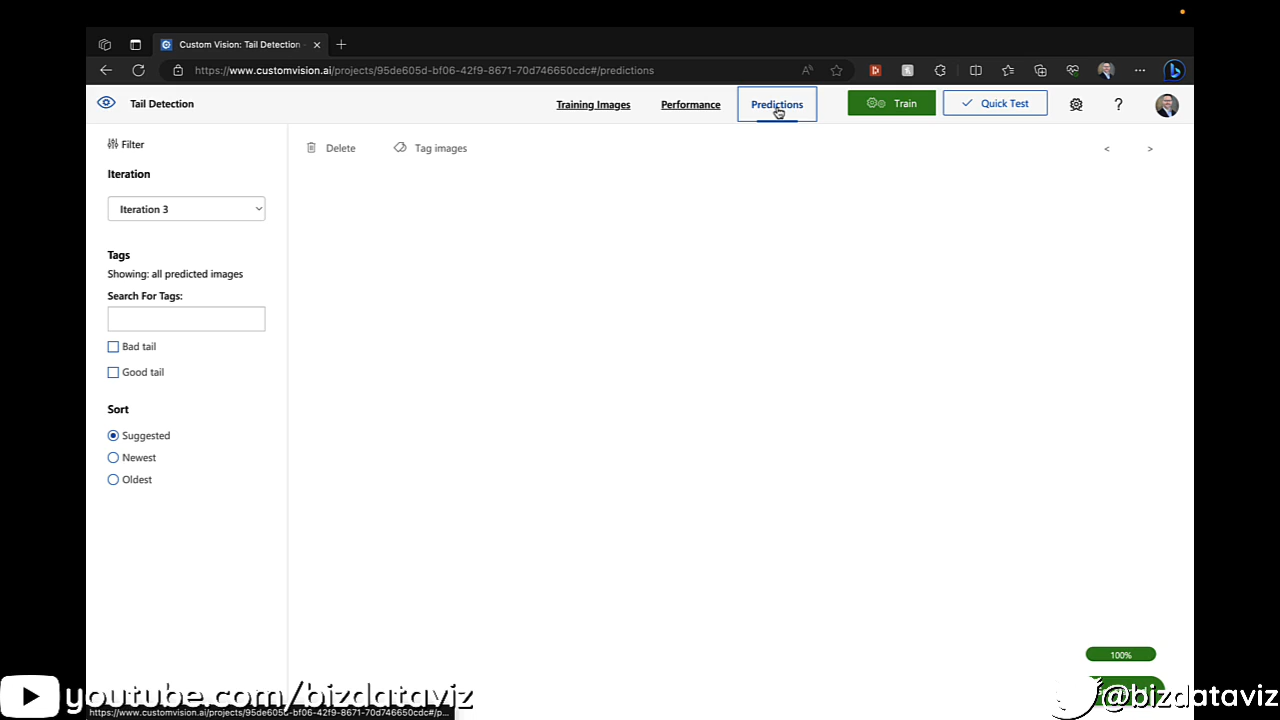 Custom Vision: Tail Detection -
https://www.customvision.ai/projects/95de605d-bf06-42f9-8671-70d746650cdc#/predictions
Tail Detection
Training Images
Performance
Predictions
Train
Quick Test
?
Filter
Delete
Tag images
<
>
Iteration
Iteration 3
Tags
Showing: all predicted images
Search For Tags:
Bad tail
Good tail
Sort
Suggested
Newest
Oldest
100%
youtube.com/bizdataviz
@bizdataviz